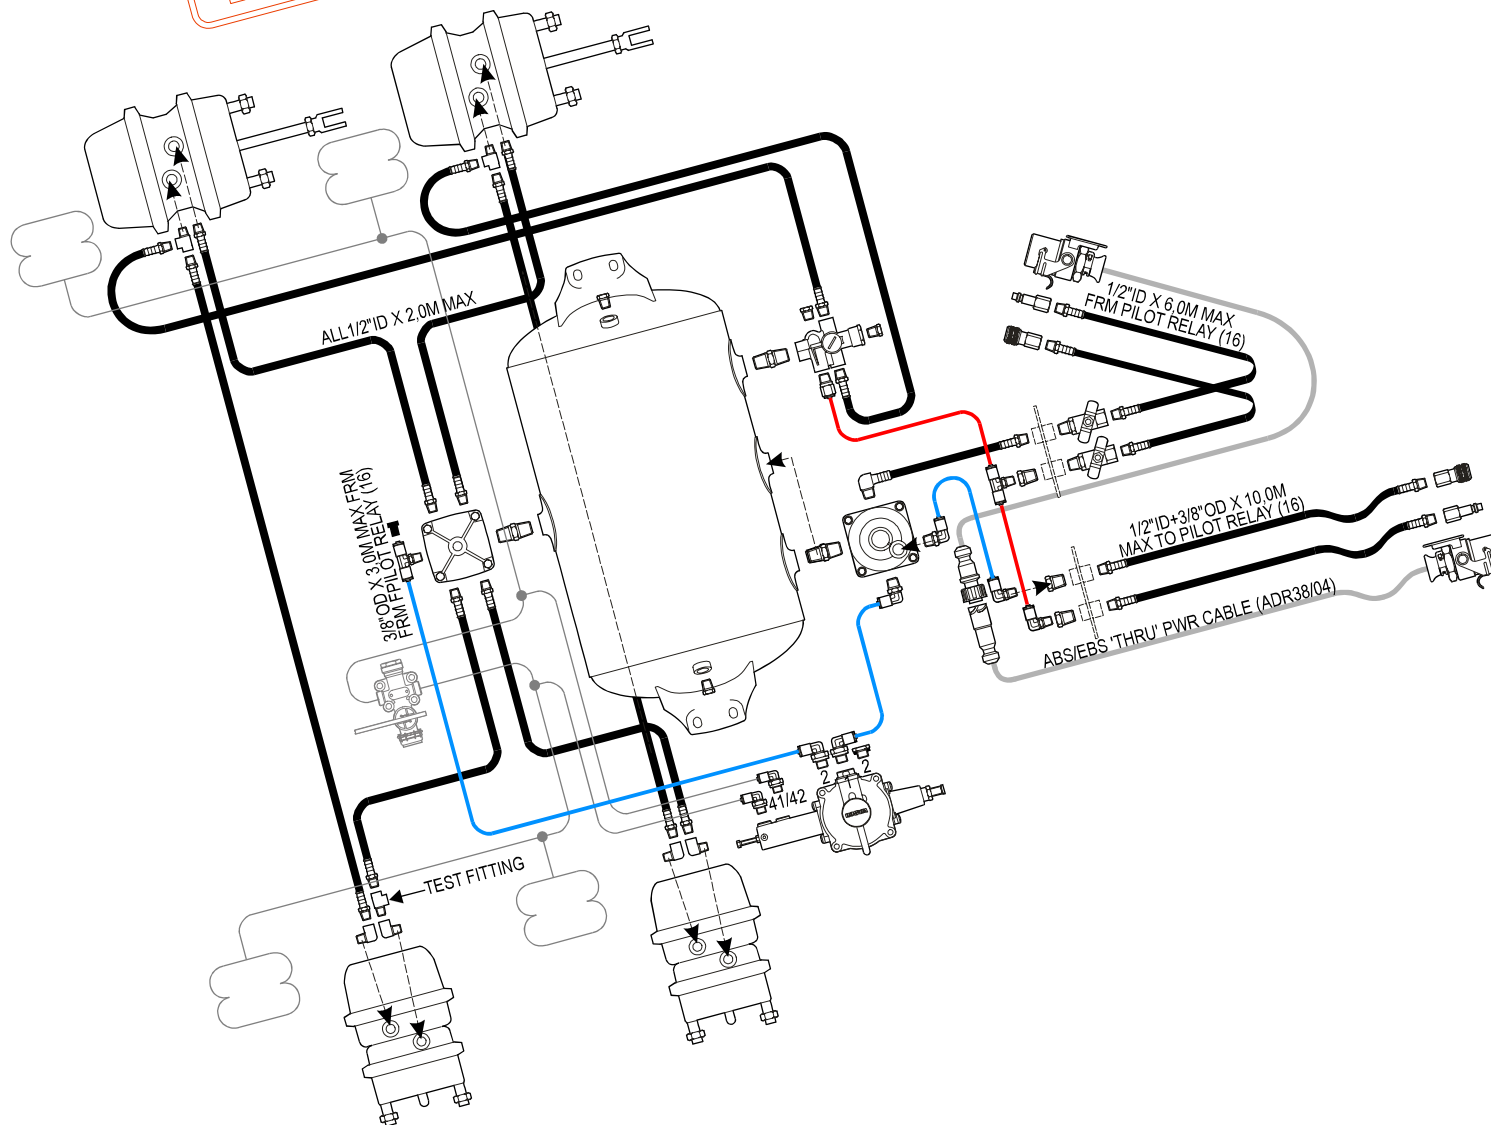 1/2"ID X 6,0M MAX
FRM PILOT RELAY (16)
ALL1/2"ID X 2,0M MAX
3/8"OD X 3,0M MAX FRM
FRM FPILOT RELAY (16)
1/2"ID+3/8"OD X 10,0M
MAX TO PILOT RELAY (16)
ABS/EBS 'THRU' PWR CABLE (ADR38/04)
2
2
41/42
TEST FITTING